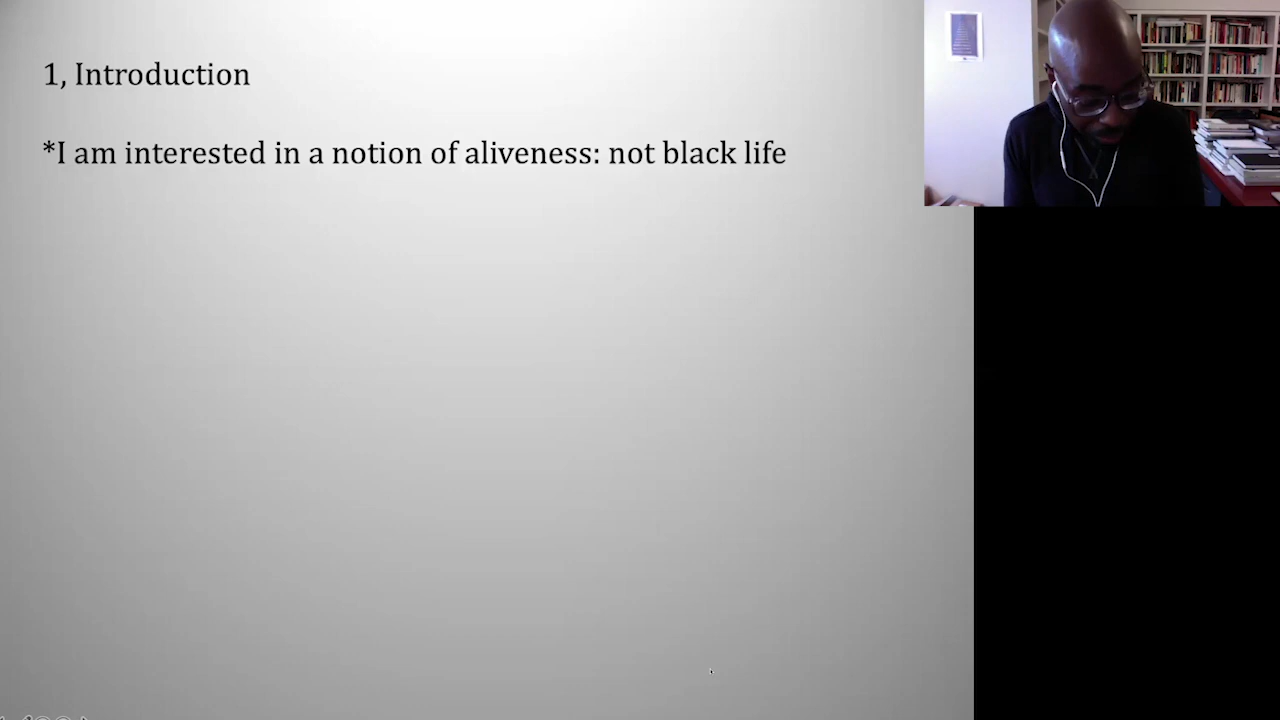 1, Introduction
*I am interested in a notion of aliveness: not black life